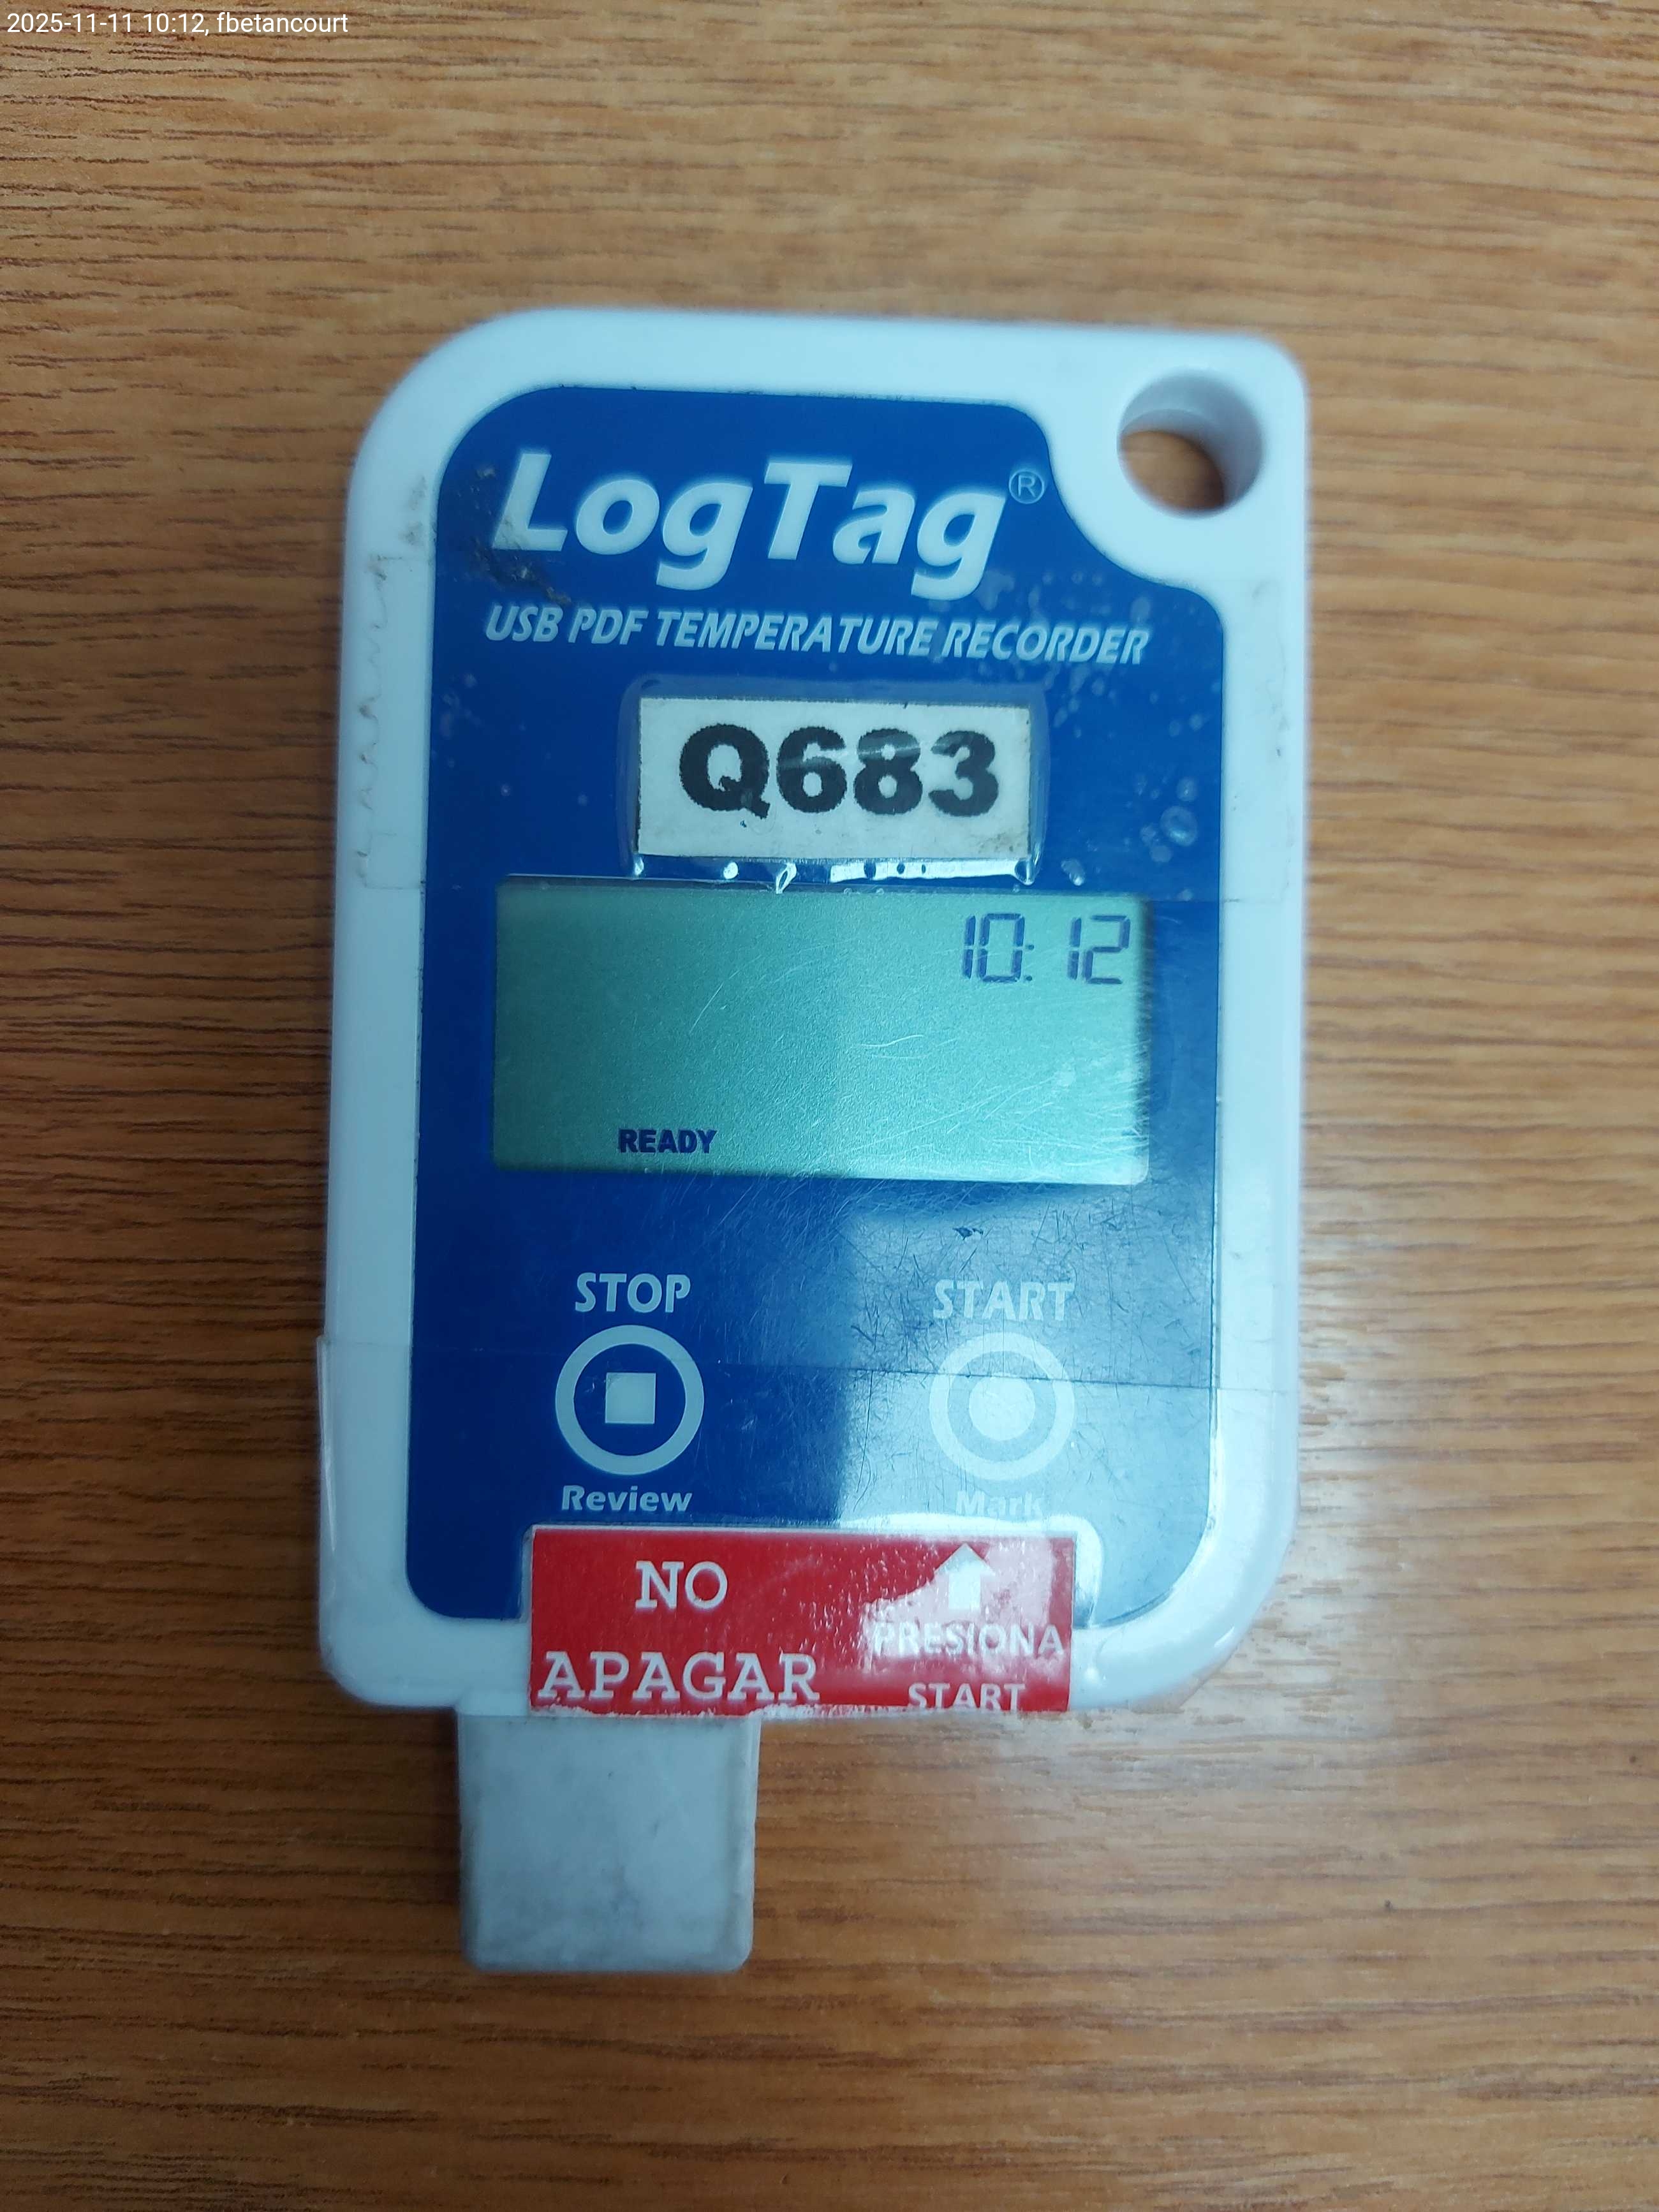 2025-11-11 10:12, fbetancourt
LogTag®
USB PDF TEMPERATURE RECORDER
Q683
10:12
READY
STOP START
Review Mark
NO
APAGAR
PRESIONA
START